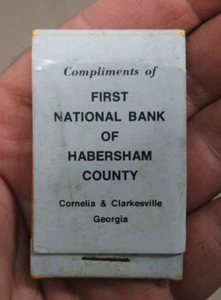 Compliments of
FIRST
NATIONAL BANK
OF
HABERSHAM
COUNTY
Cornelia & Clarkesville
Georgia